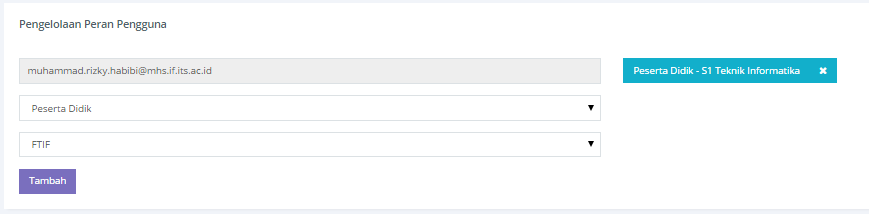 Pengelolaan Peran Pengguna
muhammad.rizky.habibi@mhs.if.its.ac.id
Peserta Didik - S1 Teknik Informatika ✖
Peserta Didik
FTIF
Tambah